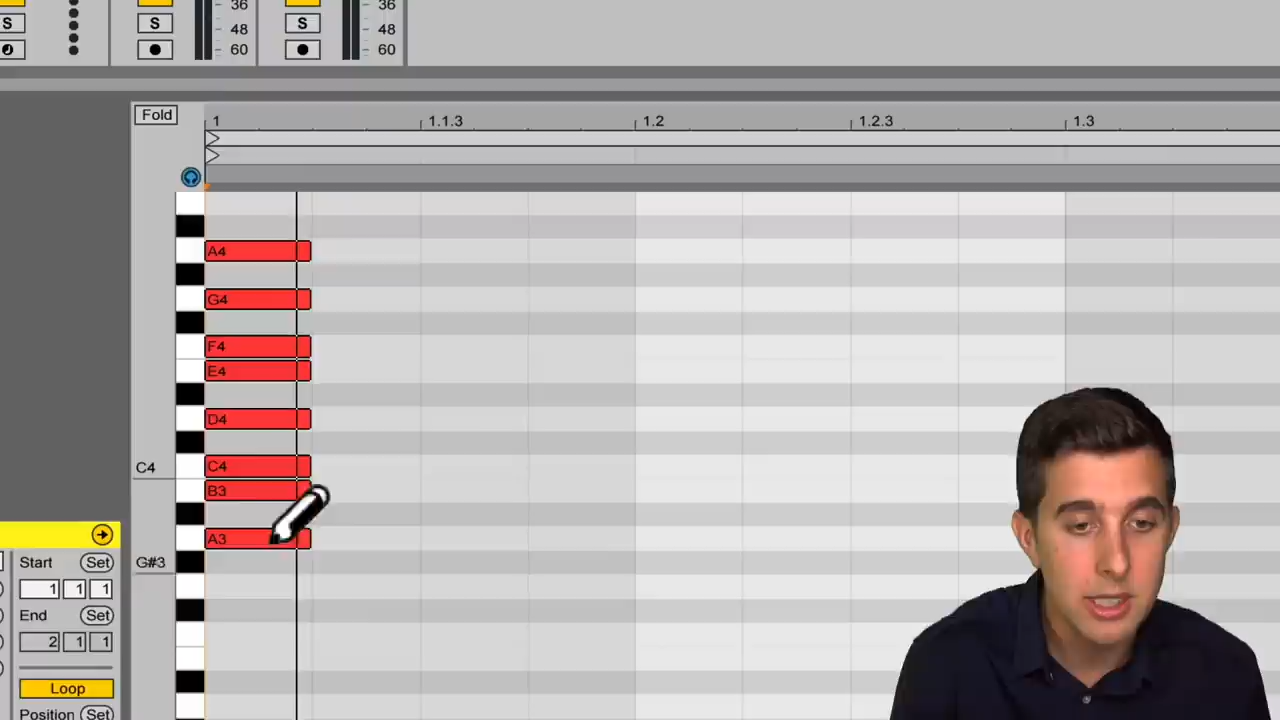 36 36
S S S
48 48
60 60
Fold 1 1.1.3 1.2 1.2.3 1.3
A4
G4
F4
E4
D4
C4 C4
B3
A3
G#3
Start Set
1 1 1
End Set
2 1 1
Loop
Position Set